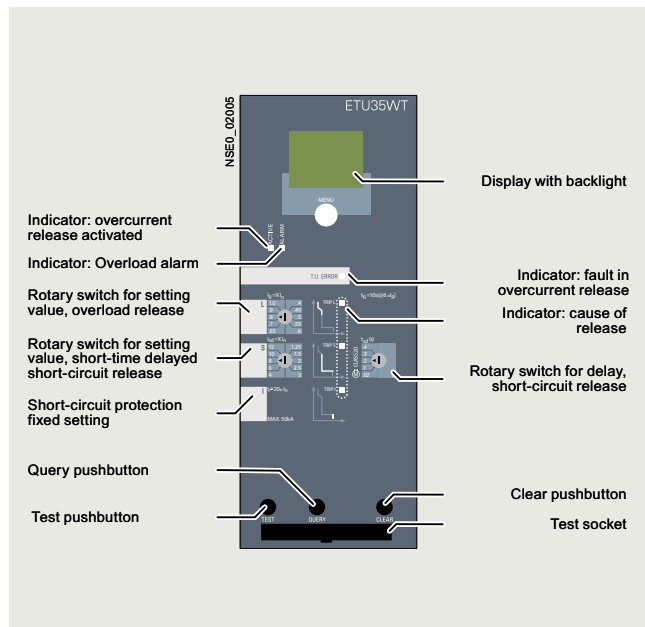 NSE0_02005
ETU35WT
MENU
Display with backlight
Indicator: overcurrent
release activated
ACTIVE
ALARM
Indicator: Overload alarm
T.U. ERROR
Indicator: fault in
overcurrent release
Rotary switch for setting
value, overload release
L
TRIP L
Indicator: cause of
release
Rotary switch for setting
value, short-time delayed
short-circuit release
S
TRIP S
CLASS20
Rotary switch for delay,
short-circuit release
Short-circuit protection
fixed setting
I
MAX. 50kA
Query pushbutton
Test pushbutton
Clear pushbutton
Test socket
TEST
QUERY
CLEAR